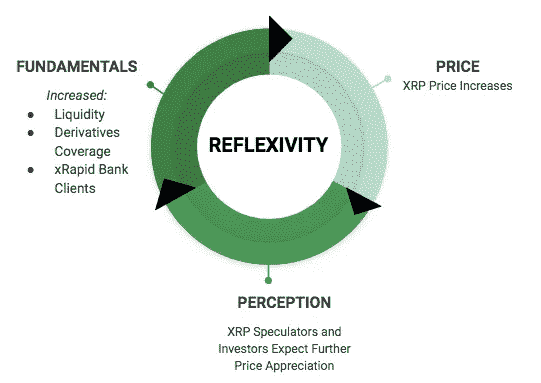 FUNDAMENTALS
Increased:
● Liquidity
● Derivatives
Coverage
● xRapid Bank
Clients
REFLEXIVITY
PRICE
XRP Price Increases
PERCEPTION
XRP Speculators and
Investors Expect Further
Price Appreciation